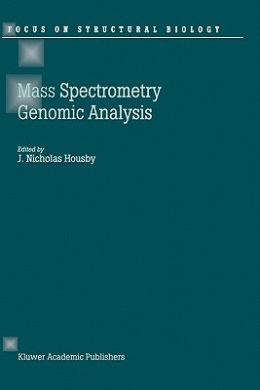 FOCUS ON STRUCTURAL BIOLOGY
Mass Spectrometry
Genomic Analysis
Edited by
J. Nicholas Housby
Kluwer Academic Publishers